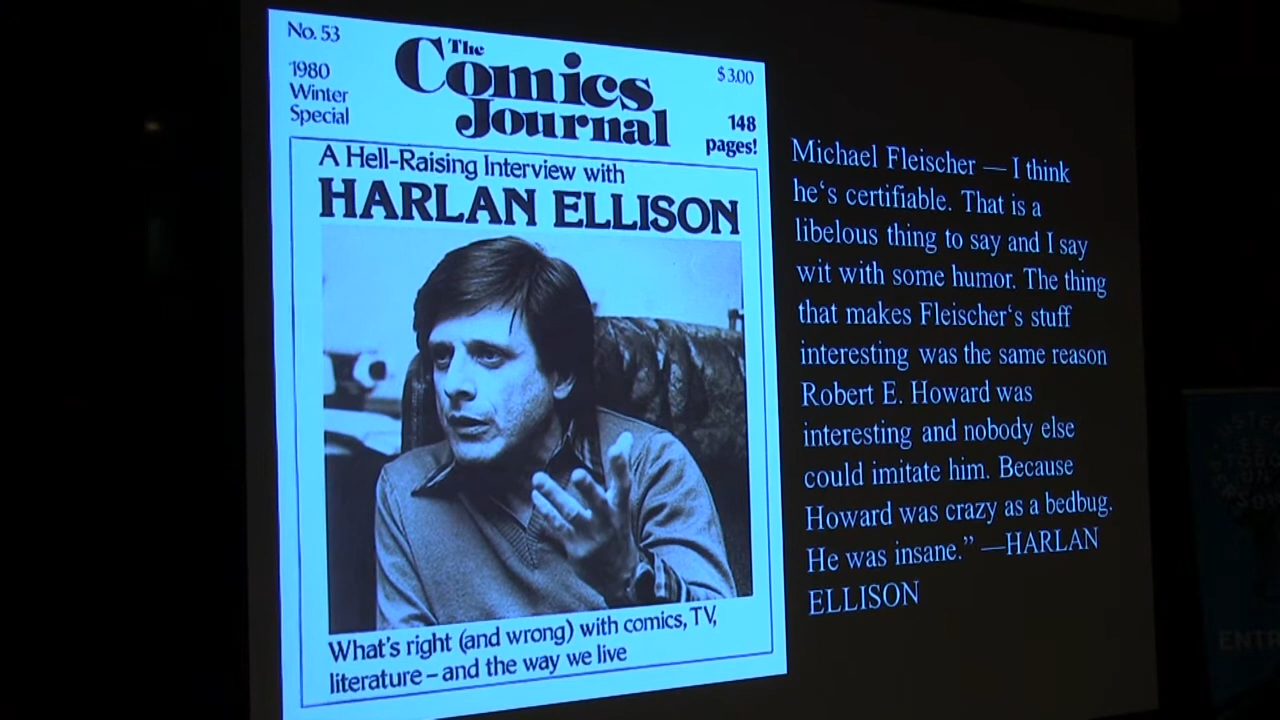 No. 53
1980
Winter
Special
The
Comics
Journal
$3.00
148
pages!
A Hell-Raising Interview with
HARLAN ELLISON
What's right (and wrong) with comics, TV,
literature – and the way we live
Michael Fleischer — I think
he‘s certifiable. That is a
libelous thing to say and I say
wit with some humor. The thing
that makes Fleischer‘s stuff
interesting was the same reason
Robert E. Howard was
interesting and nobody else
could imitate him. Because
Howard was crazy as a bedbug.
He was insane.” —HARLAN
ELLISON